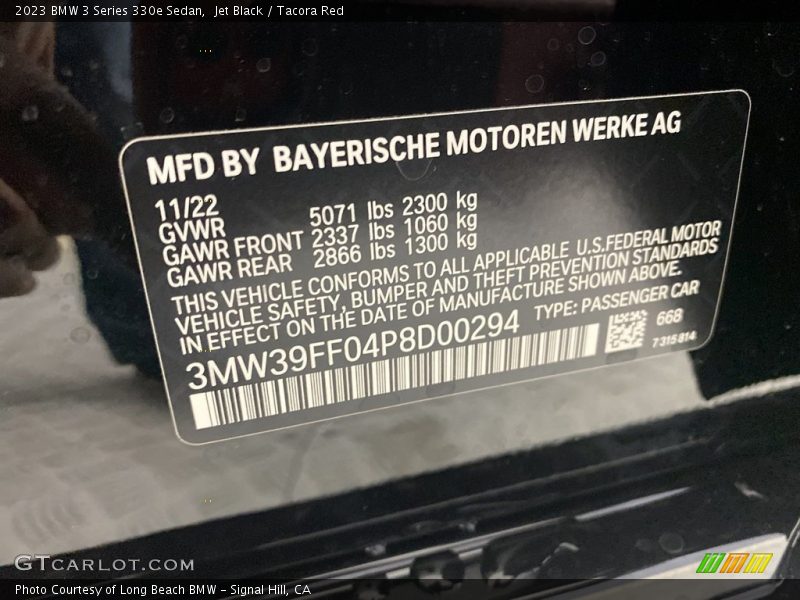 2023 BMW 3 Series 330e Sedan, Jet Black / Tacora Red
MFD BY BAYERISCHE MOTOREN WERKE AG
11/22
GVWR 5071 lbs 2300 kg
GAWR FRONT 2337 lbs 1060 kg
GAWR REAR 2866 lbs 1300 kg
THIS VEHICLE CONFORMS TO ALL APPLICABLE U.S.FEDERAL MOTOR
VEHICLE SAFETY, BUMPER AND THEFT PREVENTION STANDARDS
IN EFFECT ON THE DATE OF MANUFACTURE SHOWN ABOVE.
3MW39FF04P8D00294 TYPE: PASSENGER CAR
668
7315814
GTCARLOT.COM
Photo Courtesy of Long Beach BMW - Signal Hill, CA